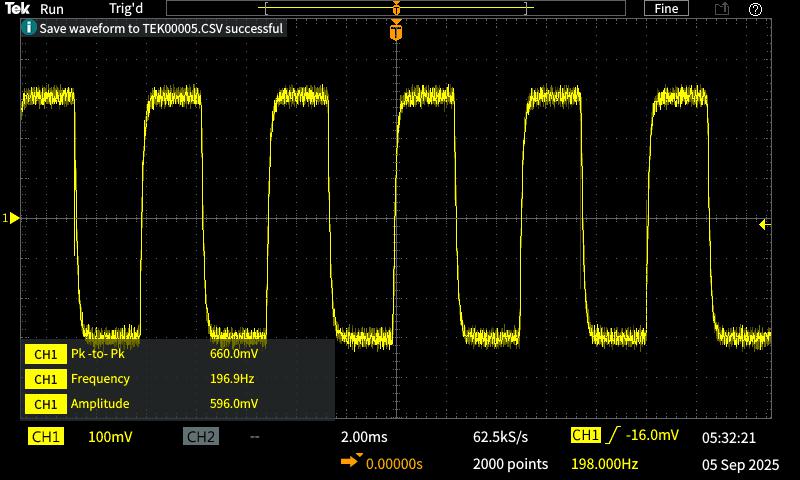 Tek Run Trig'd T Fine ?
i Save waveform to TEK00005.CSV successful
T
1
CH1 Pk-to-Pk 660.0mV
CH1 Frequency 196.9Hz
CH1 Amplitude 596.0mV
CH1 100mV CH2 -- 2.00ms 62.5kS/s CH1 -16.0mV 05:32:21
0.00000s 2000 points 198.000Hz 05 Sep 2025